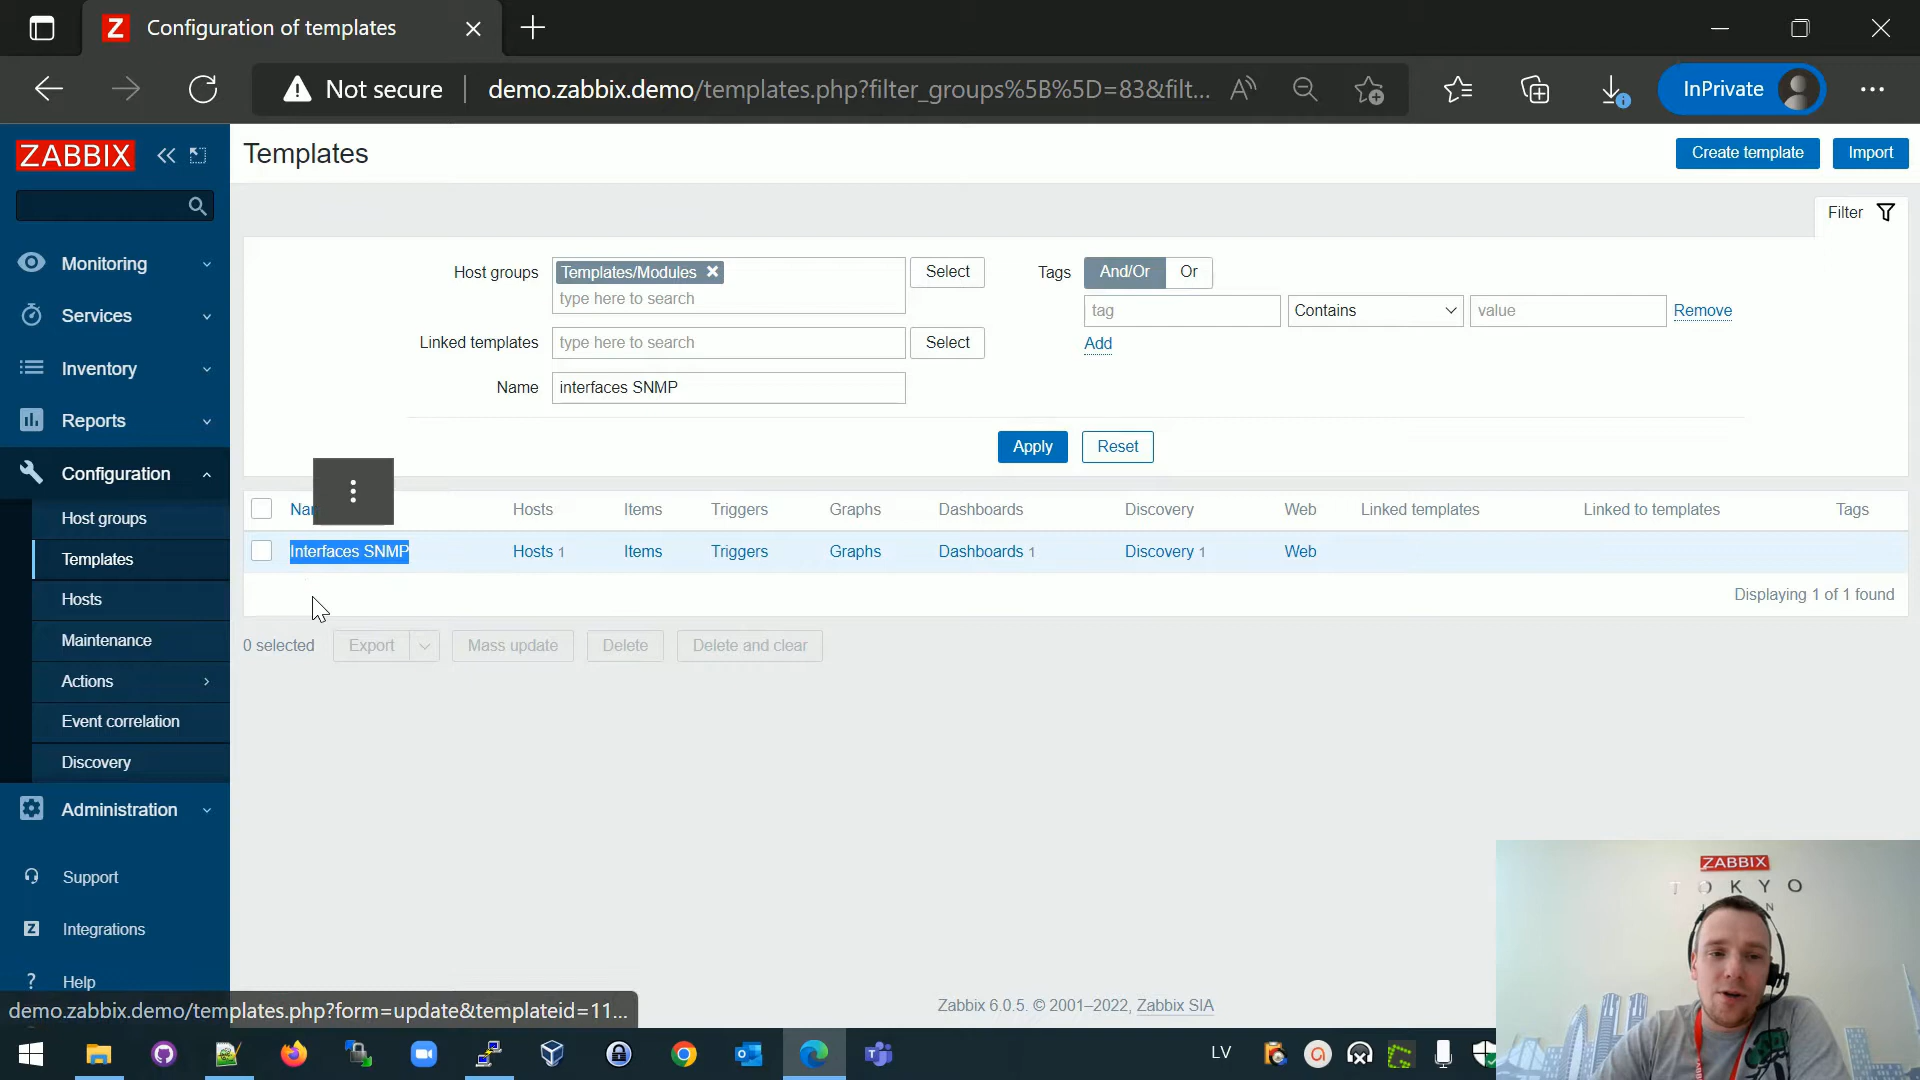 Configuration of templates
Not secure
demo.zabbix.demo/templates.php?filter_groups%5B%5D=83&filt...
InPrivate
ZABBIX
Templates
Create template
Import
Filter
Host groups
Templates/Modules
type here to search
Select
Tags
And/Or
Or
tag
Contains
value
Remove
Linked templates
type here to search
Select
Add
Name
interfaces SNMP
Apply
Reset
Monitoring
Services
Inventory
Reports
Configuration
Host groups
Templates
Hosts
Maintenance
Actions
Event correlation
Discovery
Administration
Support
Integrations
Help
Hosts
Items
Triggers
Graphs
Dashboards
Discovery
Web
Linked templates
Linked to templates
Tags
Interfaces SNMP
Hosts 1
Items
Triggers
Graphs
Dashboards 1
Discovery 1
Web
Displaying 1 of 1 found
0 selected
Export
Mass update
Delete
Delete and clear
demo.zabbix.demo/templates.php?form=update&templateid=11...
Zabbix 6.0.5. © 2001–2022, Zabbix SIA
ZABBIX
TOKYO
LV